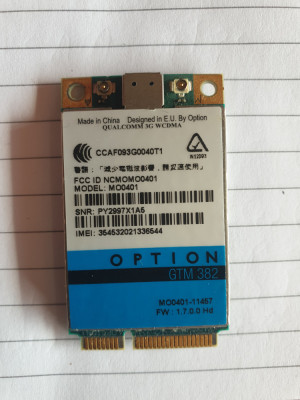 Made in China Designed in E.U. By Option
QUALCOMM 3G WCDMA
CCAF093G0040T1
警語：「減少電磁波影響，請妥適使用」
FCC ID NCMOMO0401
MODEL: MO0401
SNR: PY2997X1A5
IMEI: 354532021336544
OPTION
GTM 382
MO0401-11457
FW.: 1.7.0.0 Hd